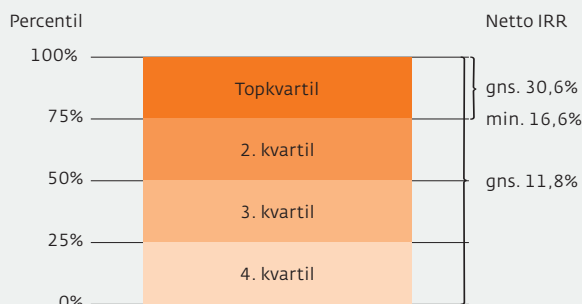 Percentil
Netto IRR
100%
Topkvartil
gns. 30,6%
75%
min. 16,6%
2. kvartil
50%
gns. 11,8%
3. kvartil
25%
4. kvartil
0%